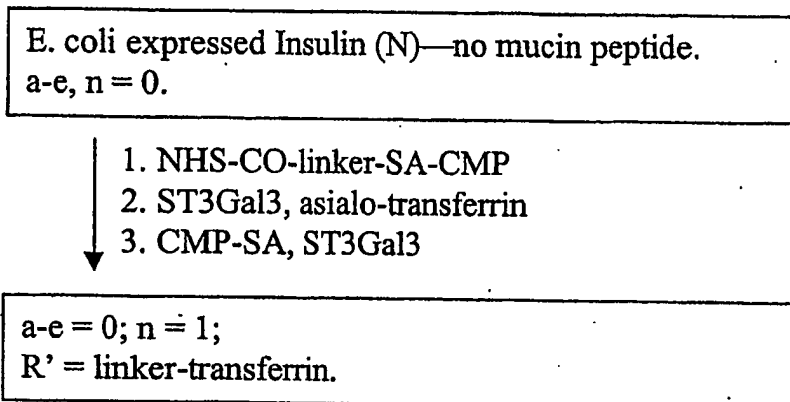 E. coli expressed Insulin (N)—no mucin peptide.
a-e, n = 0.
1. NHS-CO-linker-SA-CMP
2. ST3Gal3, asialo-transferrin
3. CMP-SA, ST3Gal3
a-e = 0; n = 1;
R' = linker-transferrin.